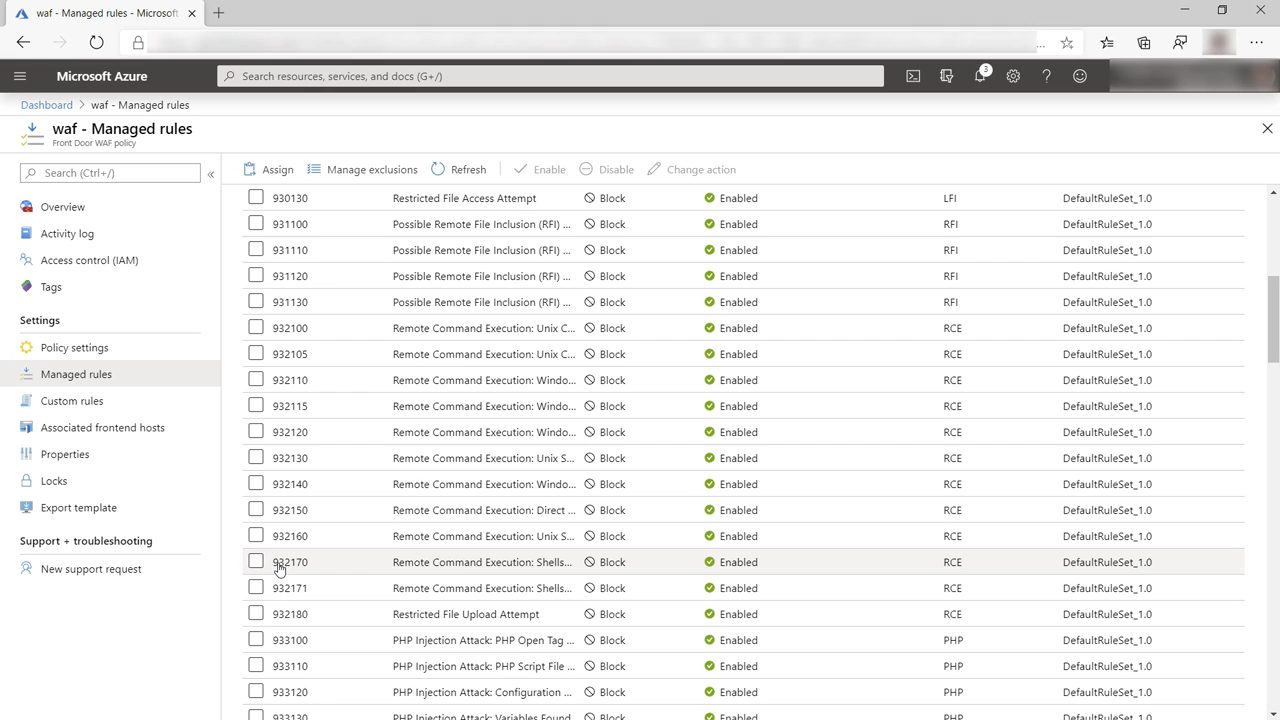 waf - Managed rules - Microsoft
Microsoft Azure
Search resources, services, and docs (G+/)
3
Dashboard > waf - Managed rules
waf - Managed rules
Front Door WAF policy
Search (Ctrl+/)
«
Overview
Activity log
Access control (IAM)
Tags
Settings
Policy settings
Managed rules
Custom rules
Associated frontend hosts
Properties
Locks
Export template
Support + troubleshooting
New support request
Assign Manage exclusions Refresh Enable Disable Change action
930130 Restricted File Access Attempt Block Enabled LFI DefaultRuleSet_1.0
931100 Possible Remote File Inclusion (RFI) ... Block Enabled RFI DefaultRuleSet_1.0
931110 Possible Remote File Inclusion (RFI) ... Block Enabled RFI DefaultRuleSet_1.0
931120 Possible Remote File Inclusion (RFI) ... Block Enabled RFI DefaultRuleSet_1.0
931130 Possible Remote File Inclusion (RFI) ... Block Enabled RFI DefaultRuleSet_1.0
932100 Remote Command Execution: Unix C... Block Enabled RCE DefaultRuleSet_1.0
932105 Remote Command Execution: Unix C... Block Enabled RCE DefaultRuleSet_1.0
932110 Remote Command Execution: Windo... Block Enabled RCE DefaultRuleSet_1.0
932115 Remote Command Execution: Windo... Block Enabled RCE DefaultRuleSet_1.0
932120 Remote Command Execution: Windo... Block Enabled RCE DefaultRuleSet_1.0
932130 Remote Command Execution: Unix S... Block Enabled RCE DefaultRuleSet_1.0
932140 Remote Command Execution: Windo... Block Enabled RCE DefaultRuleSet_1.0
932150 Remote Command Execution: Direct ... Block Enabled RCE DefaultRuleSet_1.0
932160 Remote Command Execution: Unix S... Block Enabled RCE DefaultRuleSet_1.0
932170 Remote Command Execution: Shells... Block Enabled RCE DefaultRuleSet_1.0
932171 Remote Command Execution: Shells... Block Enabled RCE DefaultRuleSet_1.0
932180 Restricted File Upload Attempt Block Enabled RCE DefaultRuleSet_1.0
933100 PHP Injection Attack: PHP Open Tag ... Block Enabled PHP DefaultRuleSet_1.0
933110 PHP Injection Attack: PHP Script File ... Block Enabled PHP DefaultRuleSet_1.0
933120 PHP Injection Attack: Configuration ... Block Enabled PHP DefaultRuleSet_1.0
933130 PHP Injection Attack: Variables Found Block Enabled PHP DefaultRuleSet_1.0